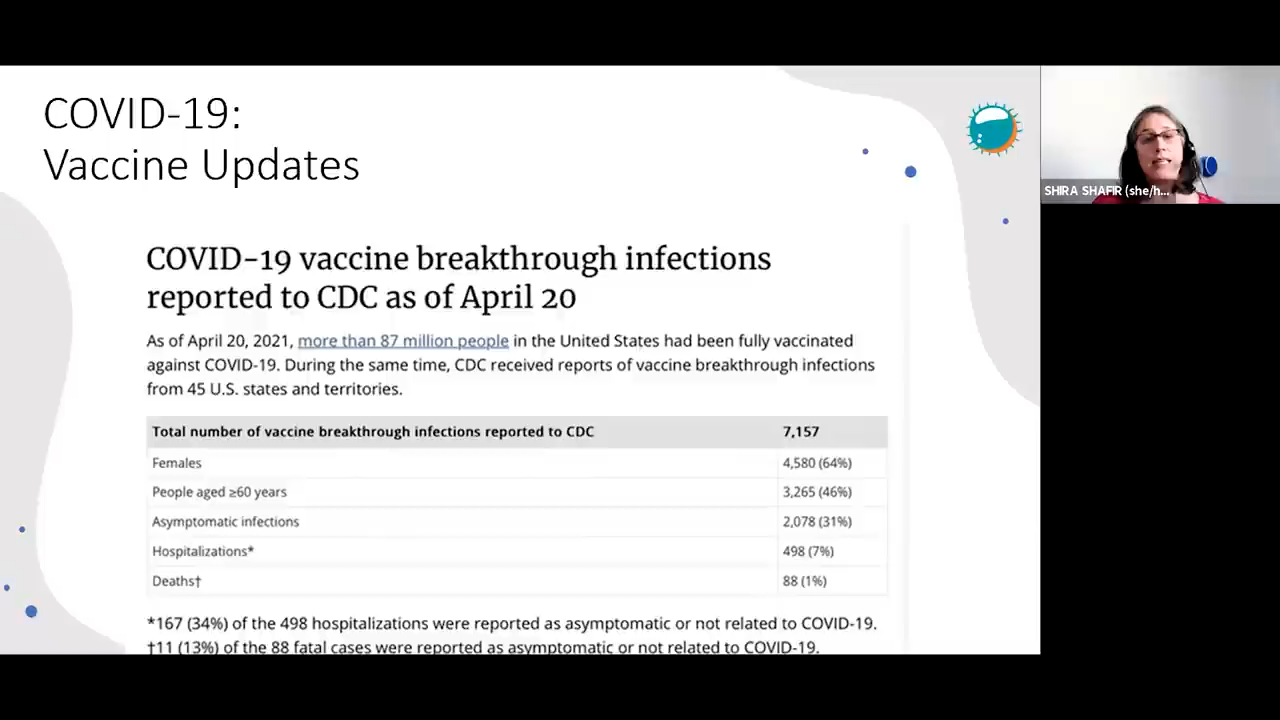 COVID-19:
Vaccine Updates
SHIRA SHAFIR (she/h...
COVID-19 vaccine breakthrough infections
reported to CDC as of April 20
As of April 20, 2021, more than 87 million people in the United States had been fully vaccinated
against COVID-19. During the same time, CDC received reports of vaccine breakthrough infections
from 45 U.S. states and territories.
Total number of vaccine breakthrough infections reported to CDC 7,157
Females 4,580 (64%)
People aged ≥60 years 3,265 (46%)
Asymptomatic infections 2,078 (31%)
Hospitalizations* 498 (7%)
Deaths† 88 (1%)
*167 (34%) of the 498 hospitalizations were reported as asymptomatic or not related to COVID-19.
†11 (13%) of the 88 fatal cases were reported as asymptomatic or not related to COVID-19.